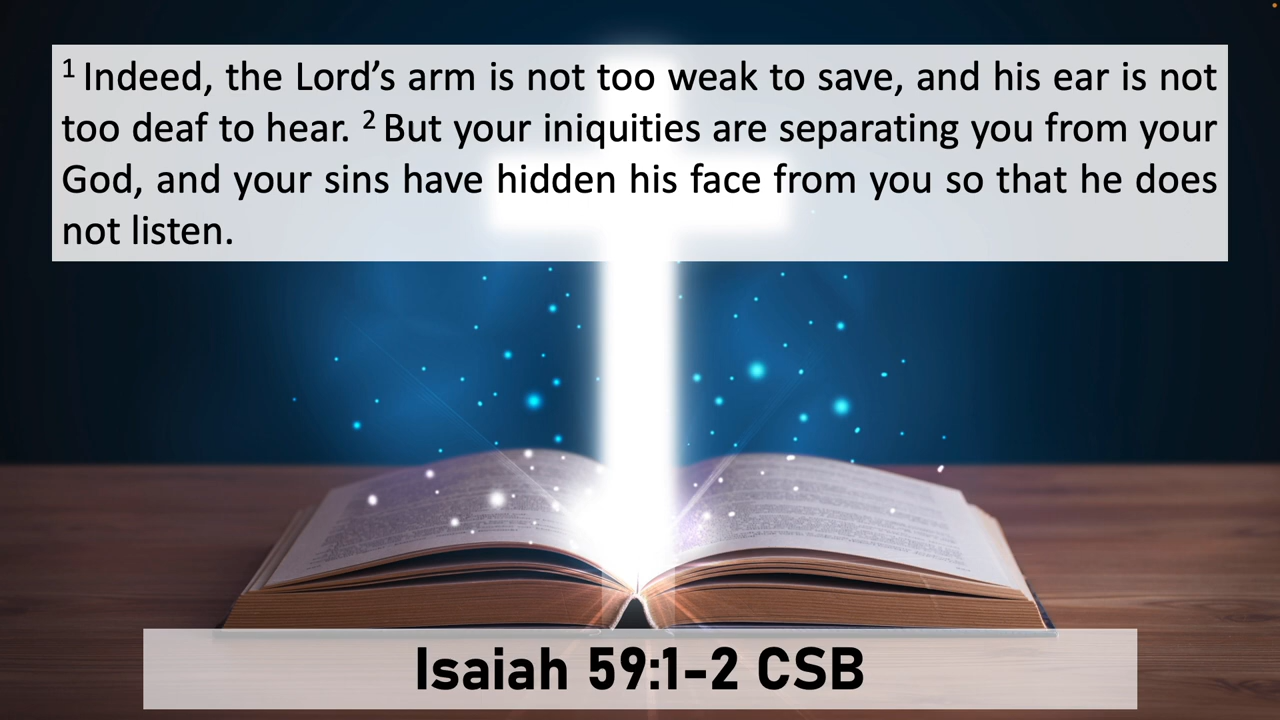 1 Indeed, the Lord’s arm is not too weak to save, and his ear is not
too deaf to hear. 2 But your iniquities are separating you from your
God, and your sins have hidden his face from you so that he does
not listen.
Isaiah 59:1-2 CSB